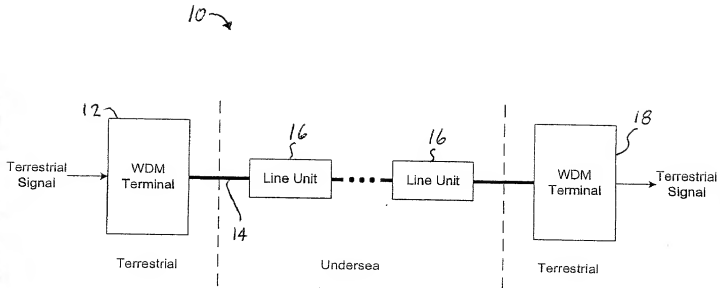 10
12
16
16
18
Terrestrial
Signal
WDM
Terminal
Line Unit
Line Unit
WDM
Terminal
Terrestrial
Signal
14
Terrestrial
Undersea
Terrestrial